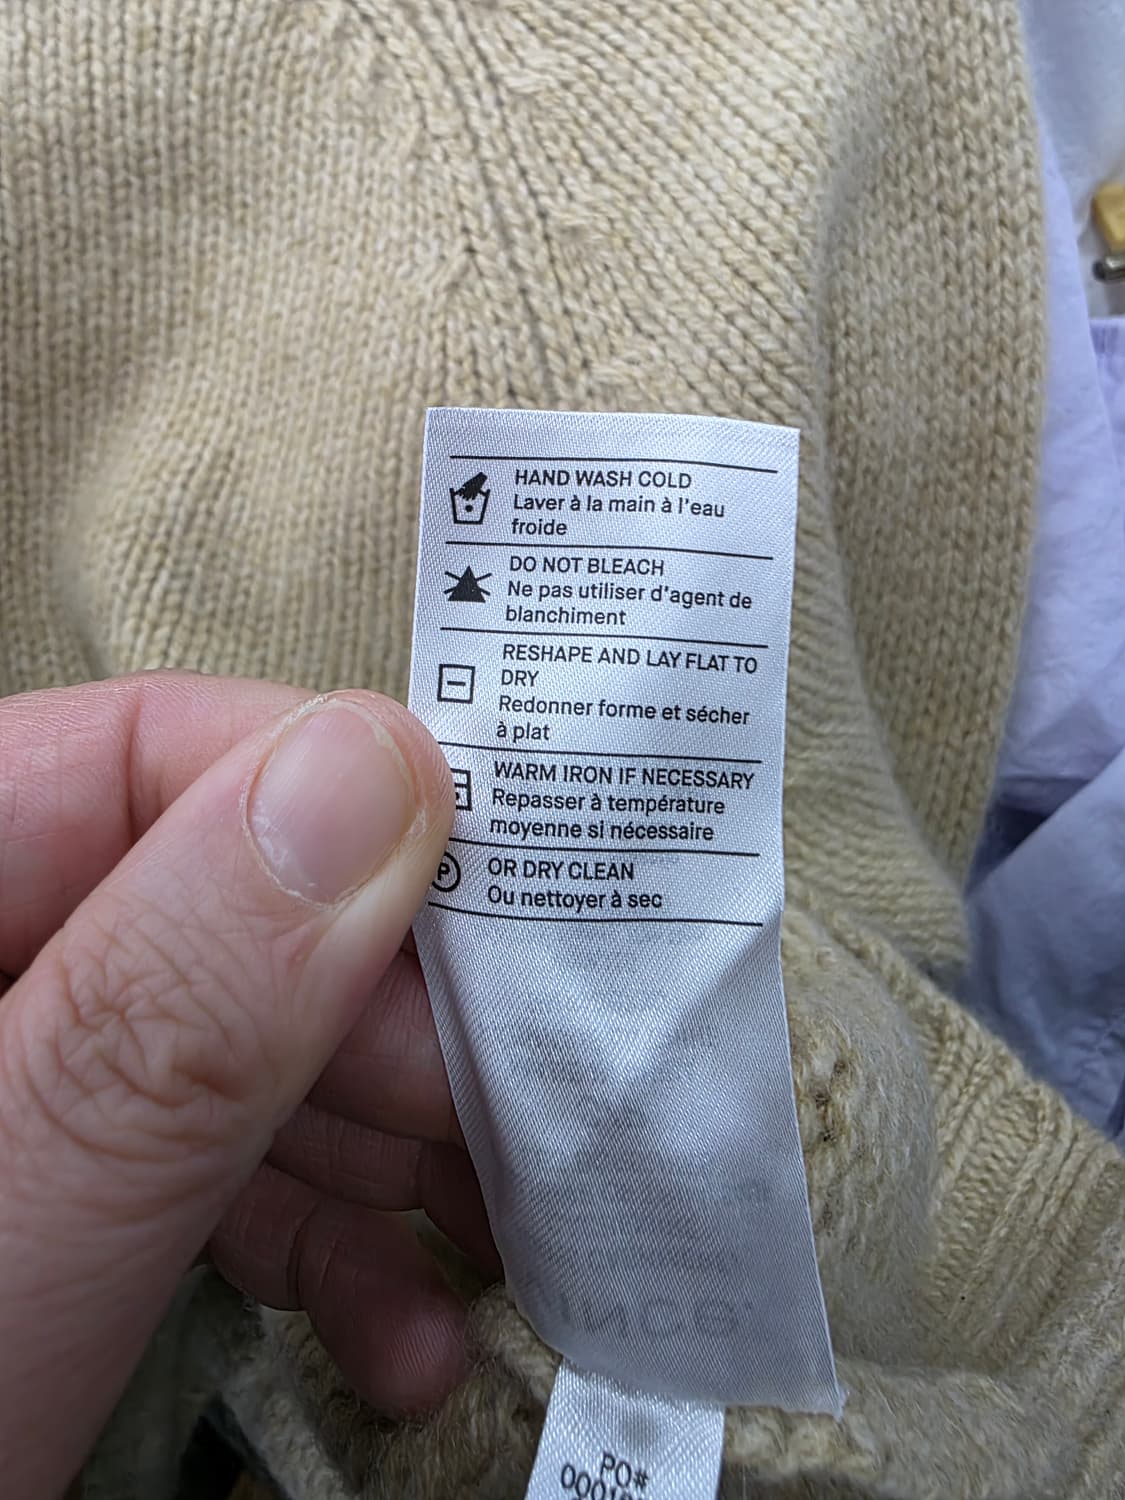 HAND WASH COLD
Laver à la main à l'eau
froide
DO NOT BLEACH
Ne pas utiliser d'agent de
blanchiment
RESHAPE AND LAY FLAT TO
DRY
Redonner forme et sécher
à plat
WARM IRON IF NECESSARY
Repasser à température
moyenne si nécessaire
P
OR DRY CLEAN
Ou nettoyer à sec
PO#